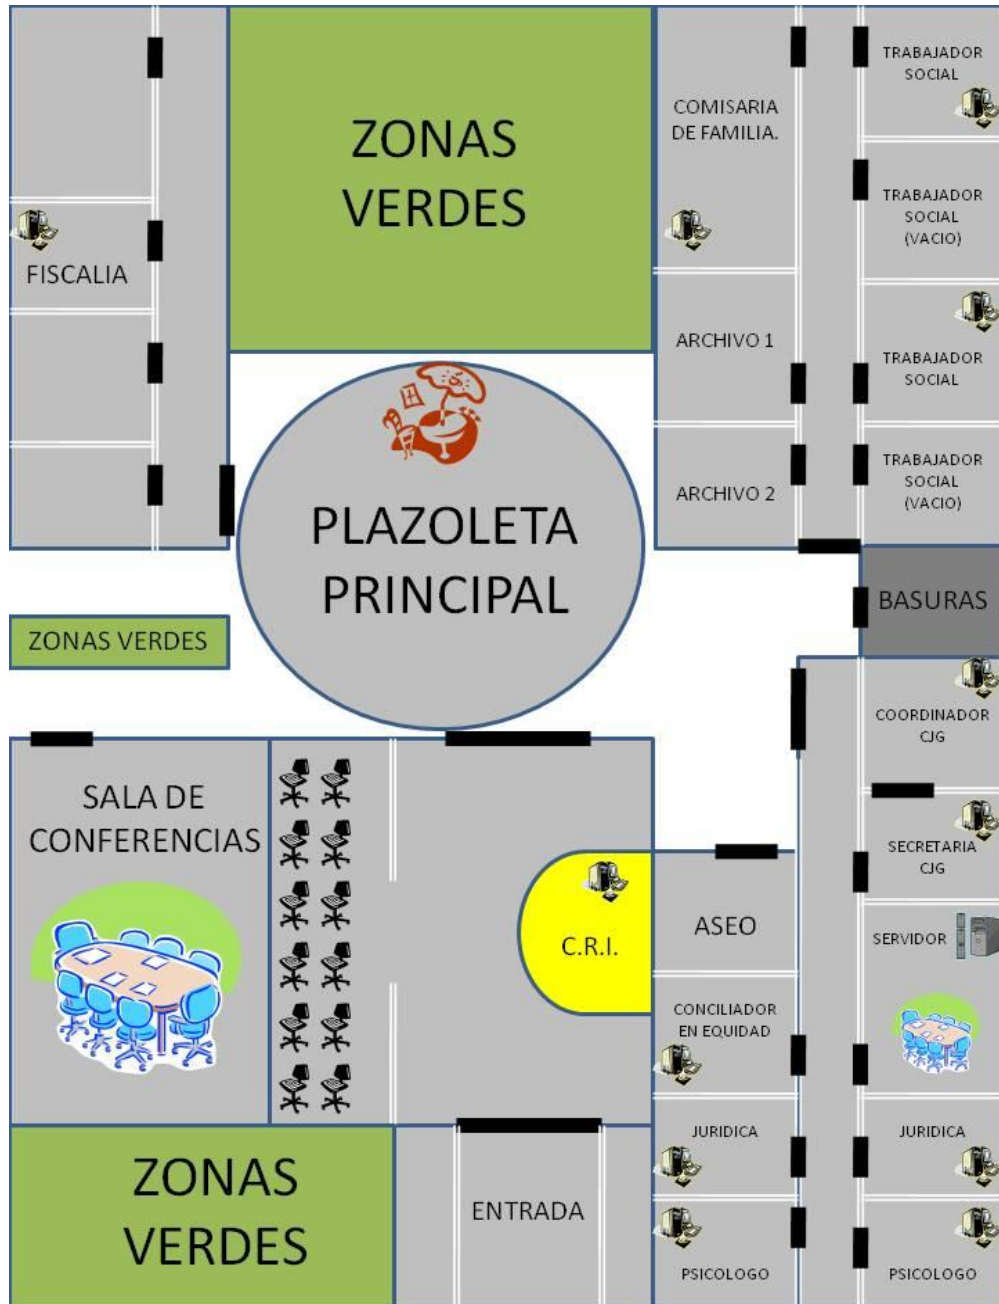 ZONAS
VERDES
COMISARIA
DE FAMILIA.
TRABAJADOR
SOCIAL
TRABAJADOR
SOCIAL
(VACIO)
FISCALIA
ARCHIVO 1
TRABAJADOR
SOCIAL
ARCHIVO 2
TRABAJADOR
SOCIAL
(VACIO)
PLAZOLETA
PRINCIPAL
BASURAS
ZONAS VERDES
COORDINADOR
CJG
SALA DE
CONFERENCIAS
SECRETARIA
CJG
C.R.I.
ASEO
SERVIDOR
CONCILIADOR
EN EQUIDAD
JURIDICA
JURIDICA
ZONAS
VERDES
ENTRADA
PSICOLOGO
PSICOLOGO